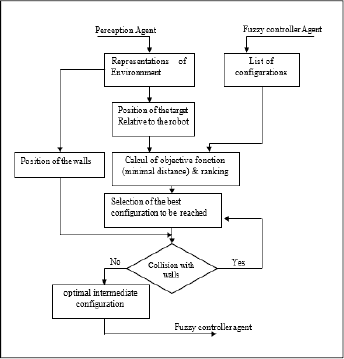 Perception Agent
Fuzzy controller Agent
Representations of
Environment
List of
configurations
Position of the target
Relative to the robot
Position of the walls
Calcul of objective fonction
(minimal distance) & ranking
Selection of the best
configuration to be reached
No
Collision with
walls
Yes
optimal intermediate
configuration
Fuzzy controller agent